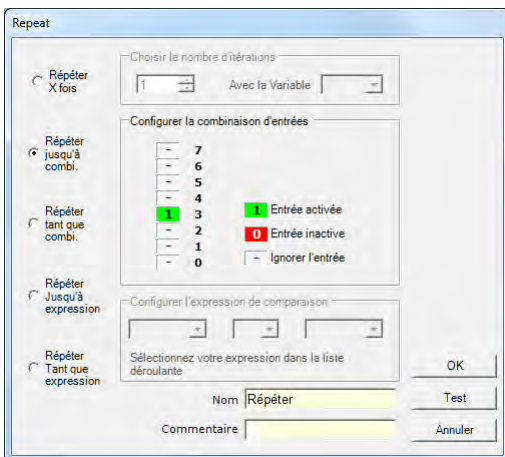 Repeat
Répéter
X fois
Choisir le nombre d'itérations
1
Avec la Variable
Répéter
jusqu'à
combi.
Configurer la combinaison d'entrées
- 7
- 6
- 5
- 4
1 3
- 2
- 1
- 0
1 Entrée activée
0 Entrée inactive
- Ignorer l'entrée
Répéter
tant que
combi.
Répéter
Jusqu'à
expression
Configurer l'expression de comperaison
Sélectionnez votre expression dans la liste
déroulante
Répéter
Tant que
expression
OK
Nom Répéter
Test
Commentaire
Annuler